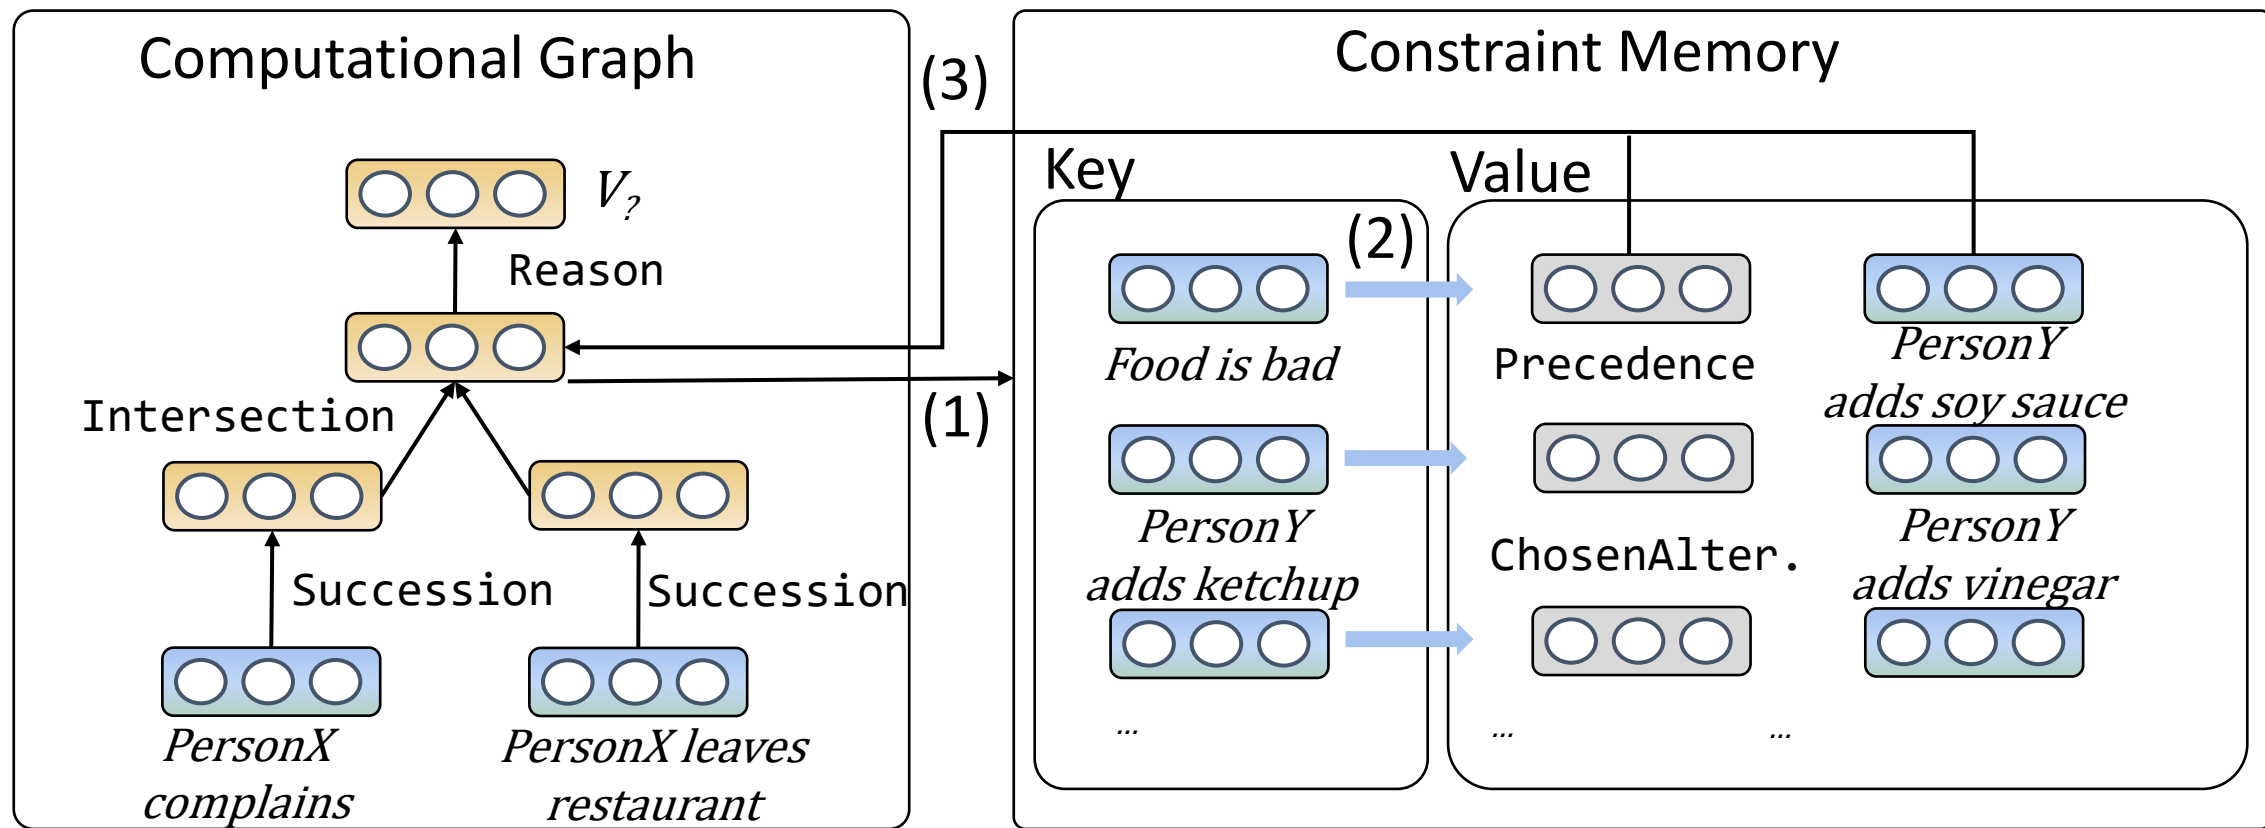 Computational Graph
V?
Reason
Intersection
Succession
Succession
PersonX
complains
PersonX leaves
restaurant
(3)
(1)
Constraint Memory
Key
Value
(2)
Food is bad
PersonY
adds ketchup
...
Precedence
ChosenAlter.
...
PersonY
adds soy sauce
PersonY
adds vinegar
...